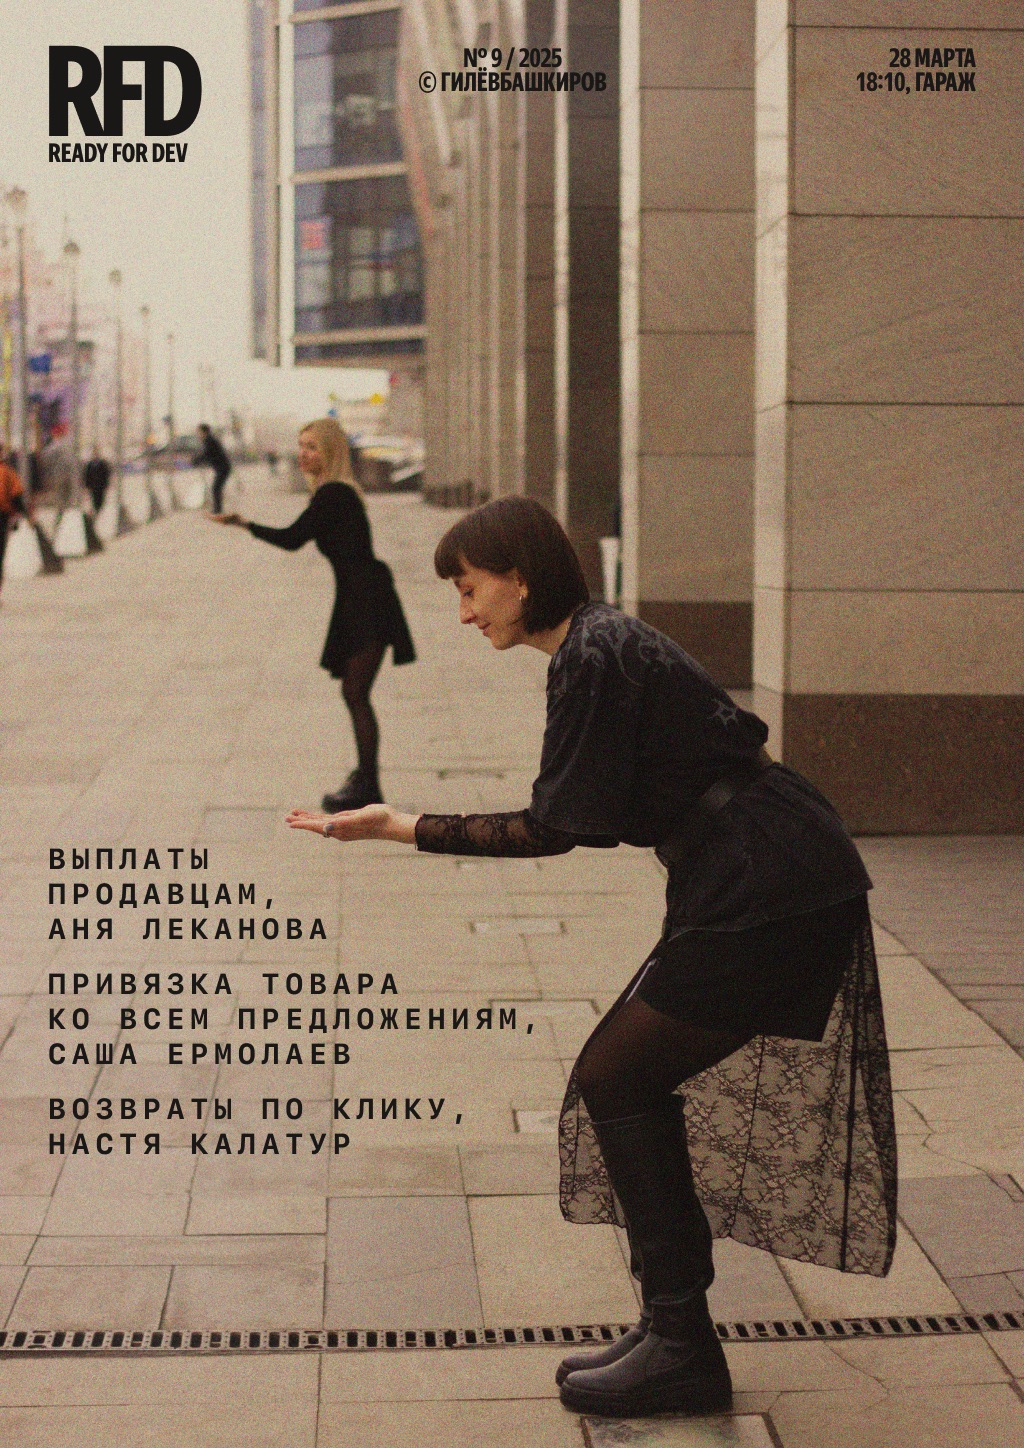 RFD
READY FOR DEV
№ 9 / 2025
© ГИЛЁВБАШКИРОВ
28 МАРТА
18:10, ГАРАЖ
ВЫПЛАТЫ
ПРОДАВЦАМ,
АНЯ ЛЕКАНОВА
ПРИВЯЗКА ТОВАРА
КО ВСЕМ ПРЕДЛОЖЕНИЯМ,
САША ЕРМОЛАЕВ
ВОЗВРАТЫ ПО КЛИКУ,
НАСТЯ КАЛАТУР